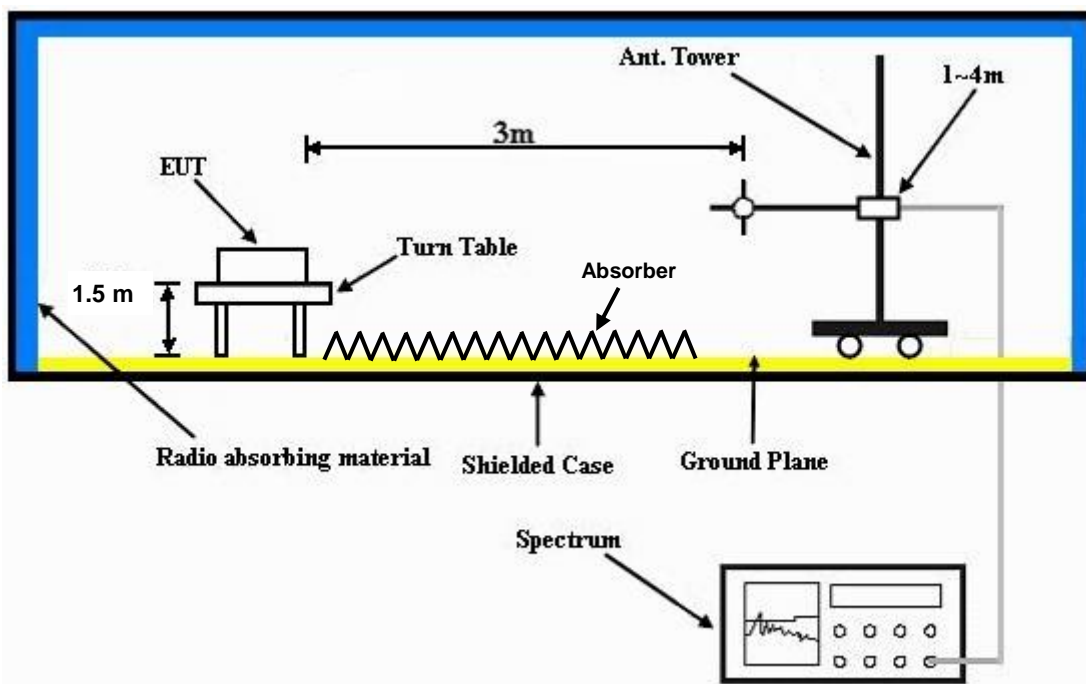 Ant. Tower
1~4m
3m
EUT
Turn Table
Absorber
1.5 m
Radio absorbing material
Shielded Case
Ground Plane
Spectrum